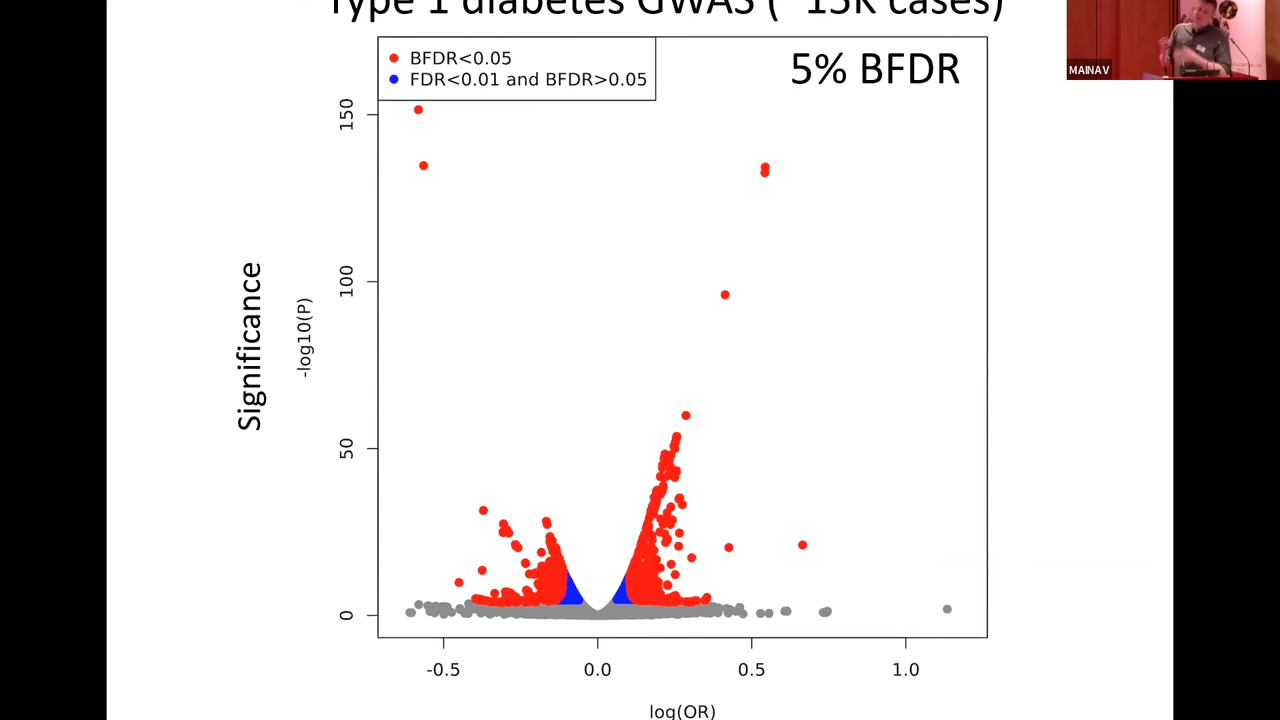 Type 1 diabetes GWAS (~15K cases)
MAINAV
BFDR<0.05
FDR<0.01 and BFDR>0.05
5% BFDR
150
100
50
0
Significance
-log10(P)
-0.5 0.0 0.5 1.0
log(OR)